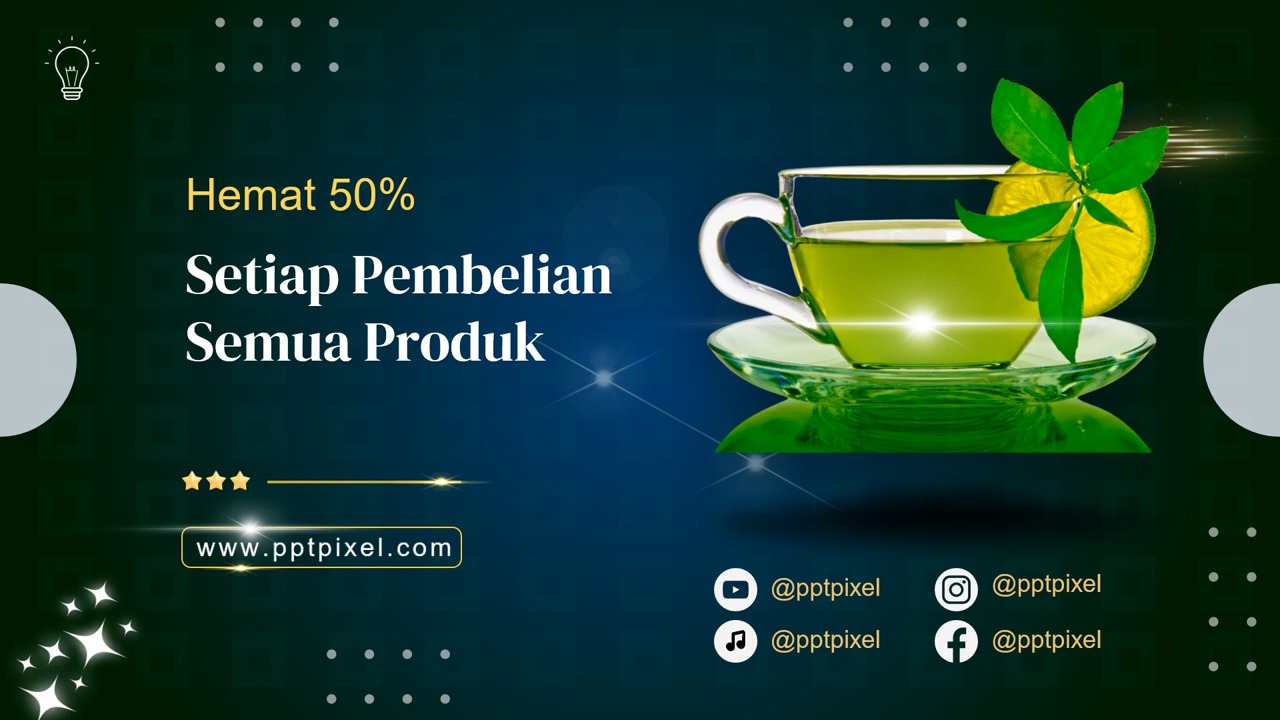 Hemat 50%
Setiap Pembelian
Semua Produk
www.pptpixel.com
@pptpixel
@pptpixel
@pptpixel
@pptpixel